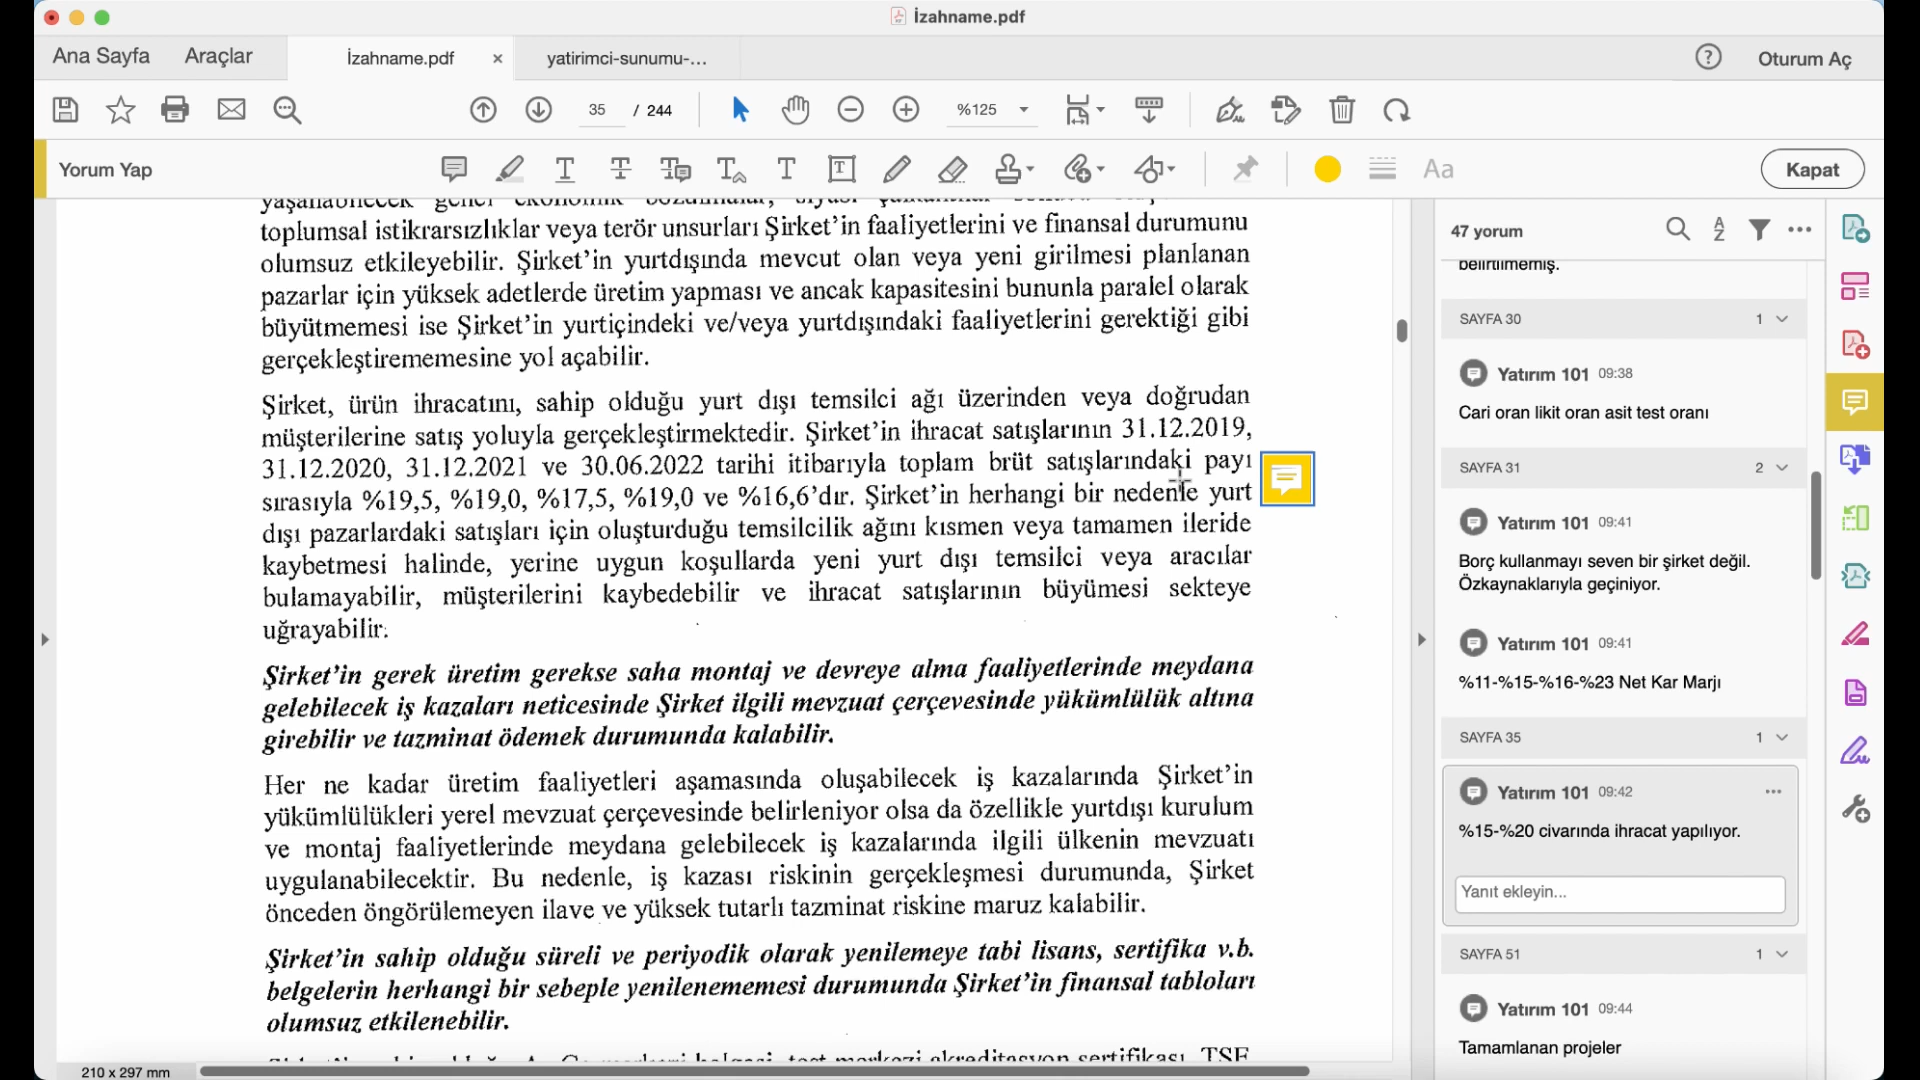 İzahname.pdf
Ana Sayfa
Araçlar
İzahname.pdf
yatirimci-sunumu-...
Oturum Aç
35 / 244
%125
Yorum Yap
Aa
Kapat
toplumsal istikrarsızlıklar veya terör unsurları Şirket'in faaliyetlerini ve finansal durumunu
olumsuz etkileyebilir. Şirket'in yurtdışında mevcut olan veya yeni girilmesi planlanan
pazarlar için yüksek adetlerde üretim yapması ve ancak kapasitesini bununla paralel olarak
büyütmemesi ise Şirket'in yurtiçindeki ve/veya yurtdışındaki faaliyetlerini gerektiği gibi
gerçekleştirememesine yol açabilir.
Şirket, ürün ihracatını, sahip olduğu yurt dışı temsilci ağı üzerinden veya doğrudan
müşterilerine satış yoluyla gerçekleştirmektedir. Şirket'in ihracat satışlarının 31.12.2019,
31.12.2020, 31.12.2021 ve 30.06.2022 tarihi itibarıyla toplam brüt satışlarındaki payı
sırasıyla %19,5, %19,0, %17,5, %19,0 ve %16,6'dır. Şirket'in herhangi bir nedenle yurt
dışı pazarlardaki satışları için oluşturduğu temsilcilik ağını kısmen veya tamamen ileride
kaybetmesi halinde, yerine uygun koşullarda yeni yurt dışı temsilci veya aracılar
bulamayabilir, müşterilerini kaybedebilir ve ihracat satışlarının büyümesi sekteye
uğrayabilir.
Şirket'in gerek üretim gerekse saha montaj ve devreye alma faaliyetlerinde meydana
gelebilecek iş kazaları neticesinde Şirket ilgili mevzuat çerçevesinde yükümlülük altına
girebilir ve tazminat ödemek durumunda kalabilir.
Her ne kadar üretim faaliyetleri aşamasında oluşabilecek iş kazalarında Şirket'in
yükümlülükleri yerel mevzuat çerçevesinde belirleniyor olsa da özellikle yurtdışı kurulum
ve montaj faaliyetlerinde meydana gelebilecek iş kazalarında ilgili ülkenin mevzuatı
uygulanabilecektir. Bu nedenle, iş kazası riskinin gerçekleşmesi durumunda, Şirket
önceden öngörülemeyen ilave ve yüksek tutarlı tazminat riskine maruz kalabilir.
Şirket'in sahip olduğu süreli ve periyodik olarak yenilemeye tabi lisans, sertifika v.b.
belgelerin herhangi bir sebeple yenilenememesi durumunda Şirket'in finansal tabloları
olumsuz etkilenebilir.
210 x 297 mm
47 yorum
belirtilmemiş.
SAYFA 30
1
Yatırım 101 09:38
Cari oran likit oran asit test oranı
SAYFA 31
2
Yatırım 101 09:41
Borç kullanmayı seven bir şirket değil.
Özkaynaklarıyla geçiniyor.
Yatırım 101 09:41
%11-%15-%16-%23 Net Kar Marjı
SAYFA 35
1
Yatırım 101 09:42
%15-%20 civarında ihracat yapılıyor.
Yanıt ekleyin...
SAYFA 51
1
Yatırım 101 09:44
Tamamlanan projeler